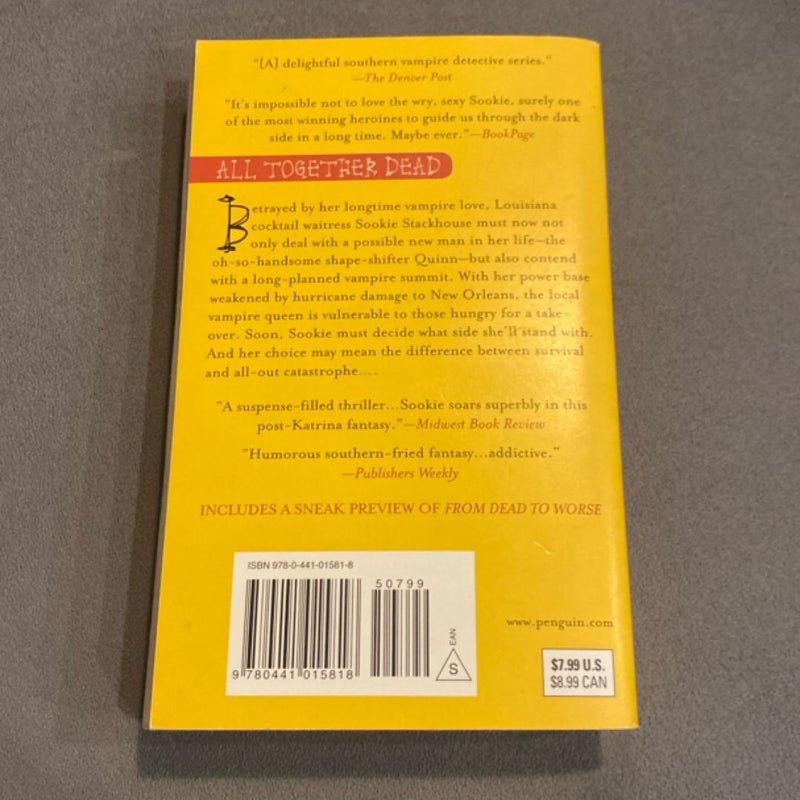 "[A] delightful southern vampire detective series."
—The Denver Post
"It's impossible not to love the wry, sexy Sookie, surely one
of the most winning heroines to guide us through the dark
side in a long time. Maybe ever."—BookPage
ALL TOGETHER DEAD
Betrayed by her longtime vampire love, Louisiana
cocktail waitress Sookie Stackhouse must now not
only deal with a possible new man in her life—the
oh-so-handsome shape-shifter Quinn—but also contend
with a long-planned vampire summit. With her power base
weakened by hurricane damage to New Orleans, the local
vampire queen is vulnerable to those hungry for a take-
over. Soon, Sookie must decide what side she'll stand with.
And her choice may mean the difference between survival
and all-out catastrophe....
"A suspense-filled thriller...Sookie soars superbly in this
post-Katrina fantasy."—Midwest Book Review
"Humorous southern-fried fantasy...addictive."
—Publishers Weekly
INCLUDES A SNEAK PREVIEW OF FROM DEAD TO WORSE
ISBN 978-0-441-01581-8
50799
9 780441 015818
EAN
S
www.penguin.com
$7.99 U.S.
$8.99 CAN